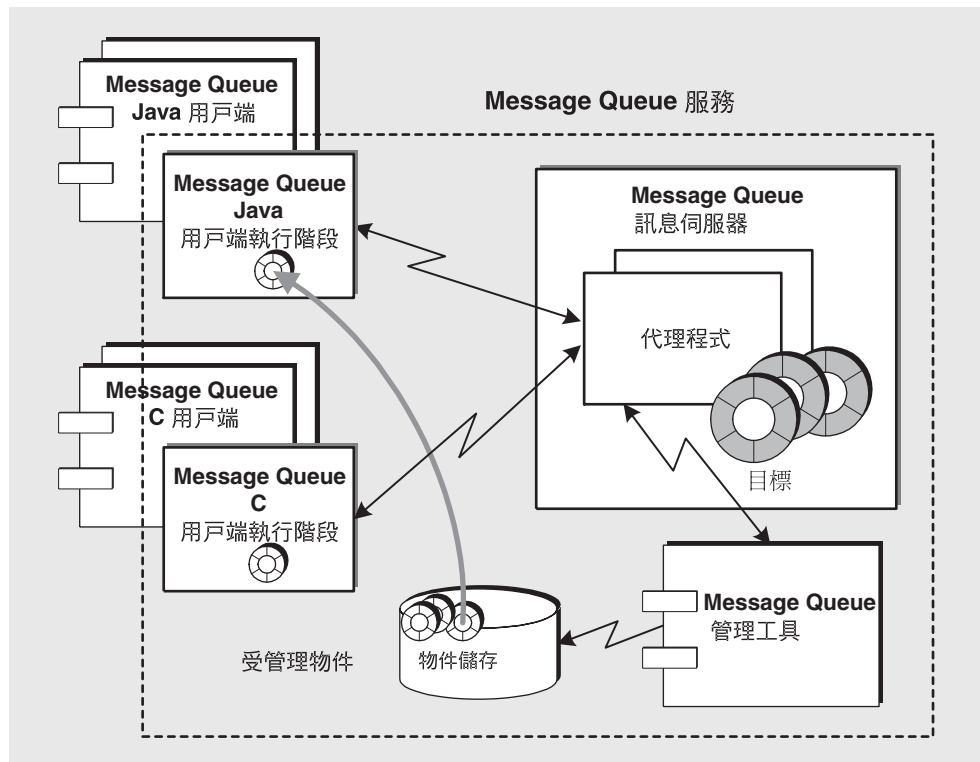 Message Queue
Java 用戶端
Message Queue 服務
Message Queue
Java
用戶端執行階段
Message Queue
訊息伺服器
代理程式
目標
Message Queue
C 用戶端
Message Queue
C
用戶端執行階段
Message Queue
管理工具
受管理物件
物件儲存